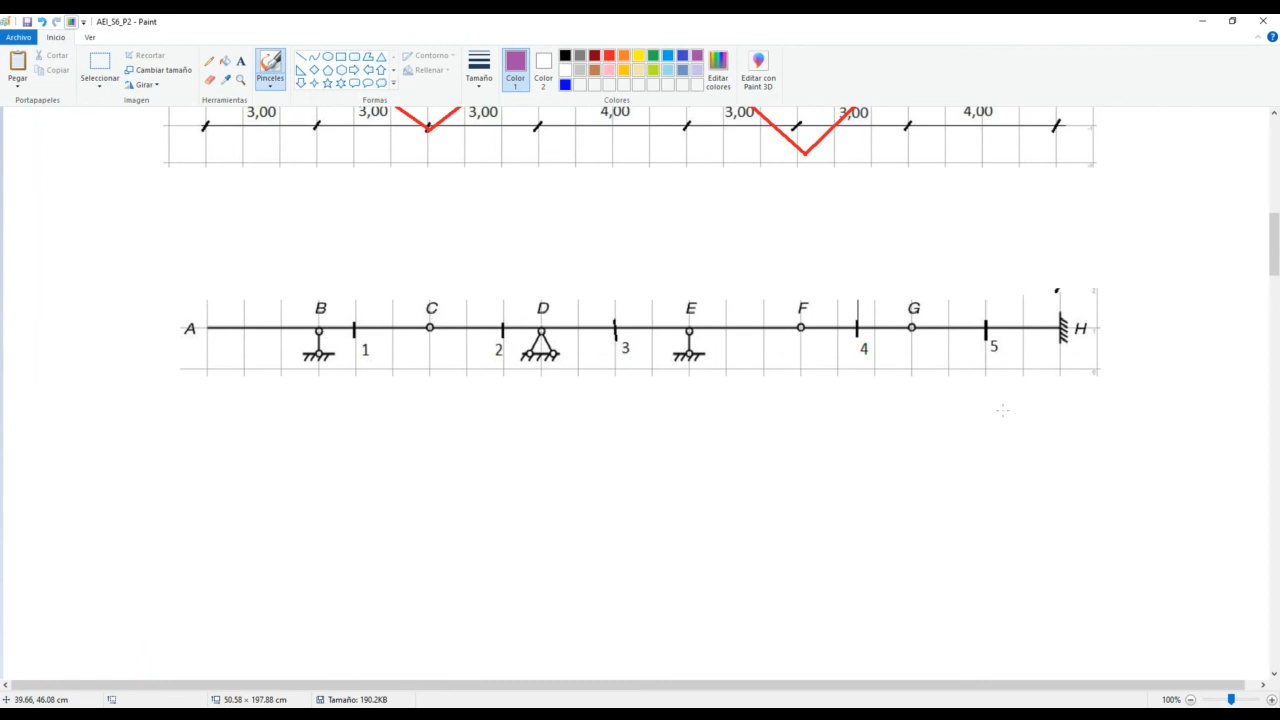 AEI_S6_P2 - Paint
Archivo Inicio Ver
Pegar
Cortar
Copiar
Portapapeles
Seleccionar
Recortar
Cambiar tamaño
Girar
Imagen
A
Herramientas
Pinceles
Contorno
Rellenar
Formas
Tamaño
Color 1
Color 2
Editar colores
Editar con Paint 3D
Colores
3,00 3,00 3,00 4,00 3,00 3,00 4,00
A B C D E F G H
1 2 3 4 5
39.66, 46.08 cm 50.58 × 197.88 cm Tamaño: 190.2KB 100%